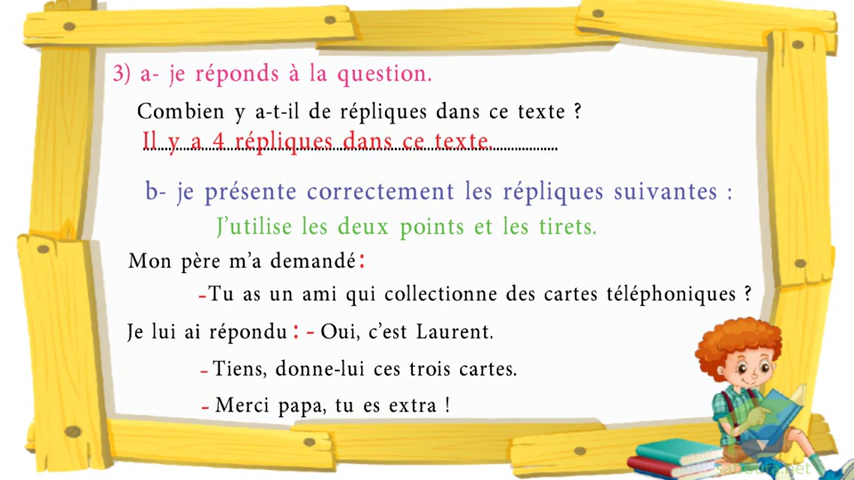 3) a- je réponds à la question.
Combien y a-t-il de répliques dans ce texte ?
Il y a 4 répliques dans ce texte.
b- je présente correctement les répliques suivantes :
J'utilise les deux points et les tirets.
Mon père m'a demandé :
-Tu as un ami qui collectionne des cartes téléphoniques ?
Je lui ai répondu : - Oui, c'est Laurent.
- Tiens, donne-lui ces trois cartes.
- Merci papa, tu es extra !